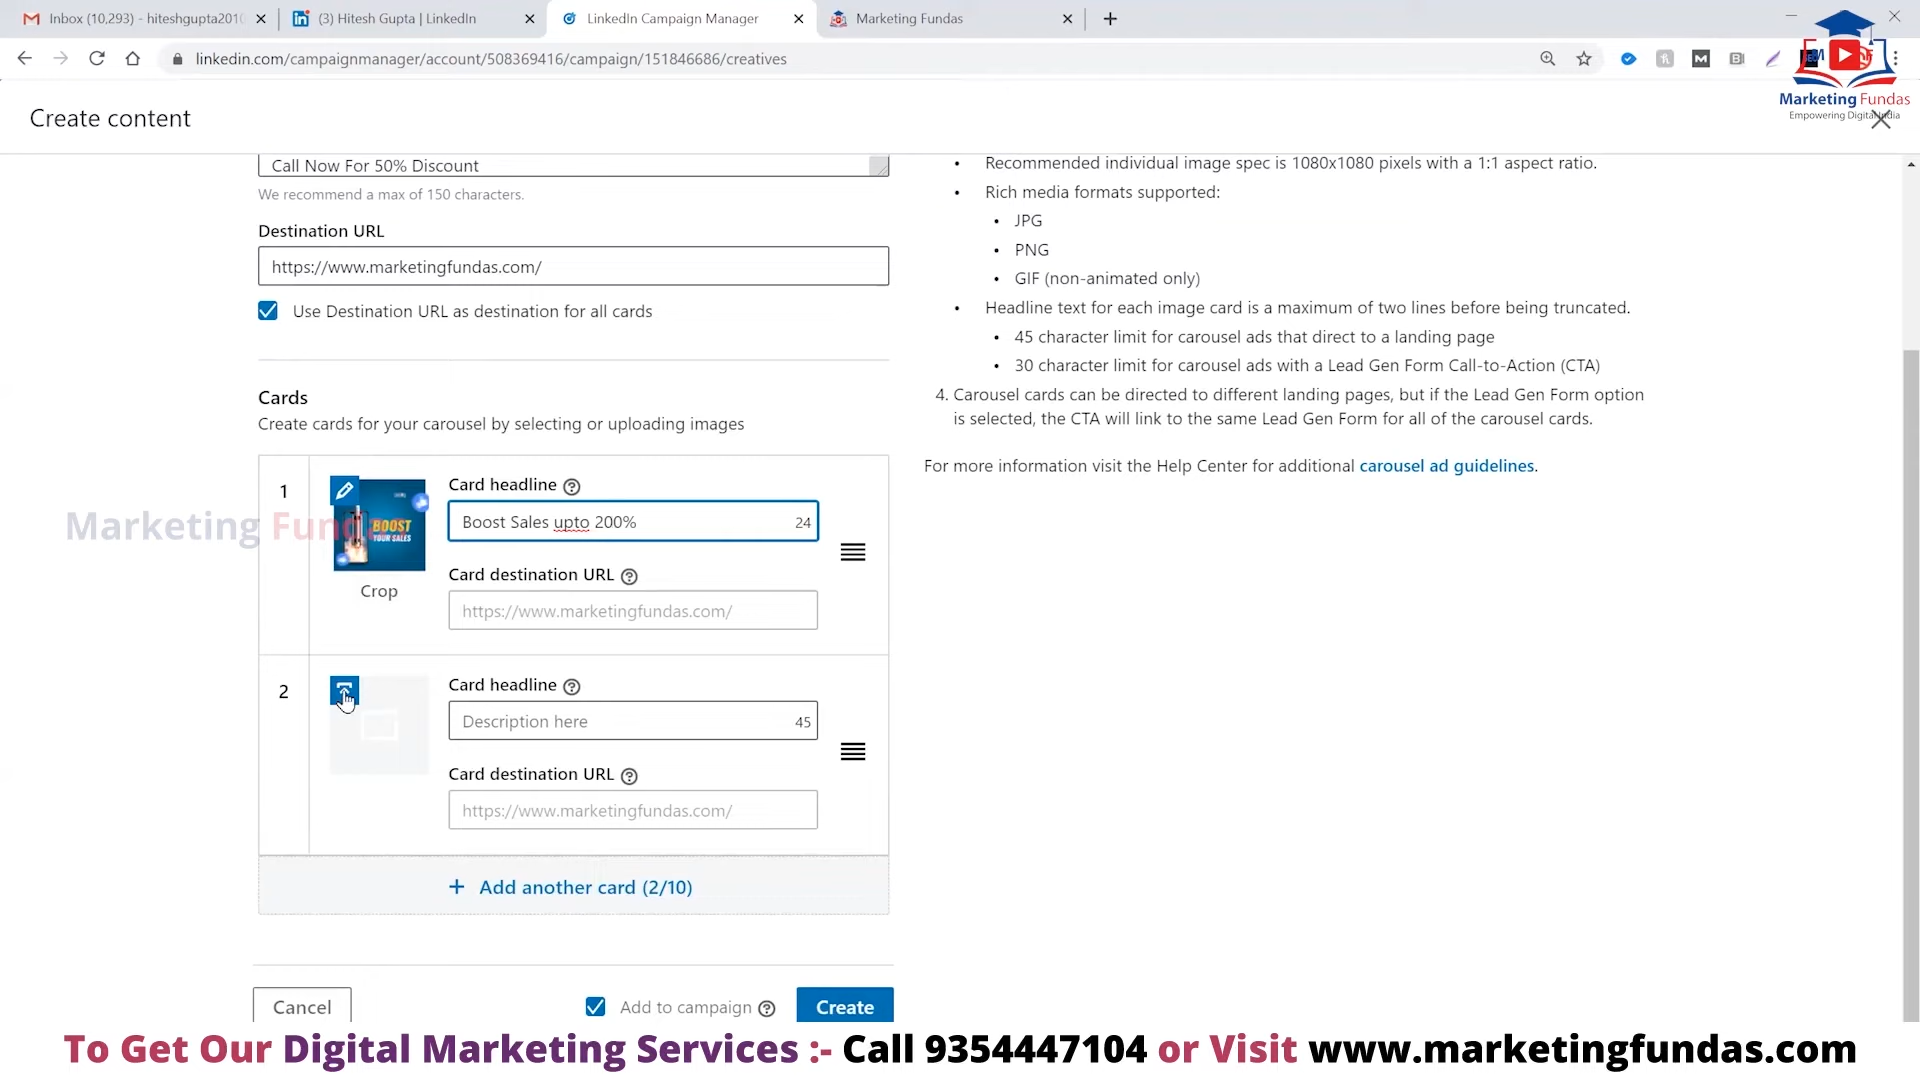 Inbox (10,293) - hiteshgupta2010
(3) Hitesh Gupta | LinkedIn
LinkedIn Campaign Manager
Marketing Fundas
linkedin.com/campaignmanager/account/508369416/campaign/151846686/creatives
Marketing Fundas
Empowering Digital India
Create content
Call Now For 50% Discount
We recommend a max of 150 characters.
Destination URL
https://www.marketingfundas.com/
Use Destination URL as destination for all cards
Cards
Create cards for your carousel by selecting or uploading images
1
BOOST
YOUR SALES
Crop
Card headline
Boost Sales upto 200%
24
Card destination URL
https://www.marketingfundas.com/
Marketing Fundas
2
Card headline
Description here
45
Card destination URL
https://www.marketingfundas.com/
+ Add another card (2/10)
Cancel
Add to campaign
Create
• Recommended individual image spec is 1080x1080 pixels with a 1:1 aspect ratio.
• Rich media formats supported:
• JPG
• PNG
• GIF (non-animated only)
• Headline text for each image card is a maximum of two lines before being truncated.
• 45 character limit for carousel ads that direct to a landing page
• 30 character limit for carousel ads with a Lead Gen Form Call-to-Action (CTA)
4. Carousel cards can be directed to different landing pages, but if the Lead Gen Form option
is selected, the CTA will link to the same Lead Gen Form for all of the carousel cards.
For more information visit the Help Center for additional carousel ad guidelines.
To Get Our Digital Marketing Services :- Call 9354447104 or Visit www.marketingfundas.com